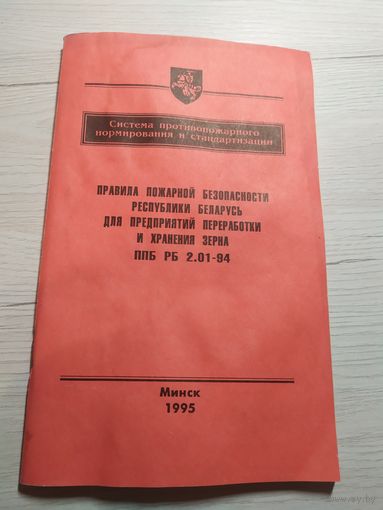 Система противопожарного
нормирования и стандартизации
ПРАВИЛА ПОЖАРНОЙ БЕЗОПАСНОСТИ
РЕСПУБЛИКИ БЕЛАРУСЬ
ДЛЯ ПРЕДПРИЯТИЙ ПЕРЕРАБОТКИ
И ХРАНЕНИЯ ЗЕРНА
ППБ РБ 2.01-94
Минск
1995